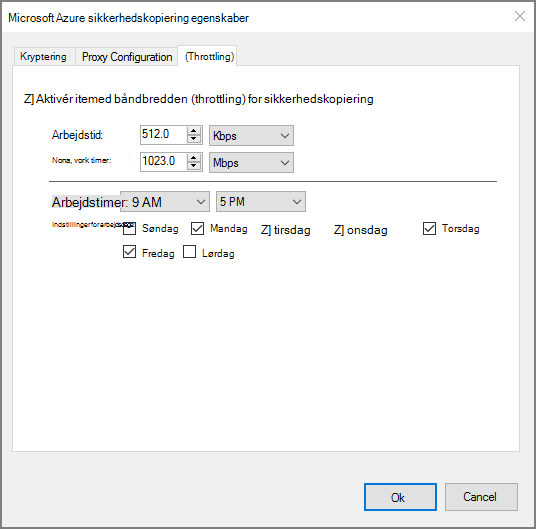 Microsoft Azure sikkerhedskopiering egenskaber
Kryptering Proxy Configuration (Throttling)
Z] Aktivér itemed båndbredden (throttling) for sikkerhedskopiering
Arbejdstid: 512.0 Kbps
Nona, vork timer: 1023.0 Mbps
Arbejdstimer: 9 AM 5 PM
Indstillinger for Søndag Mandag Z] tirsdag Z] onsdag Torsdag
Fredag Lørdag
Ok Cancel